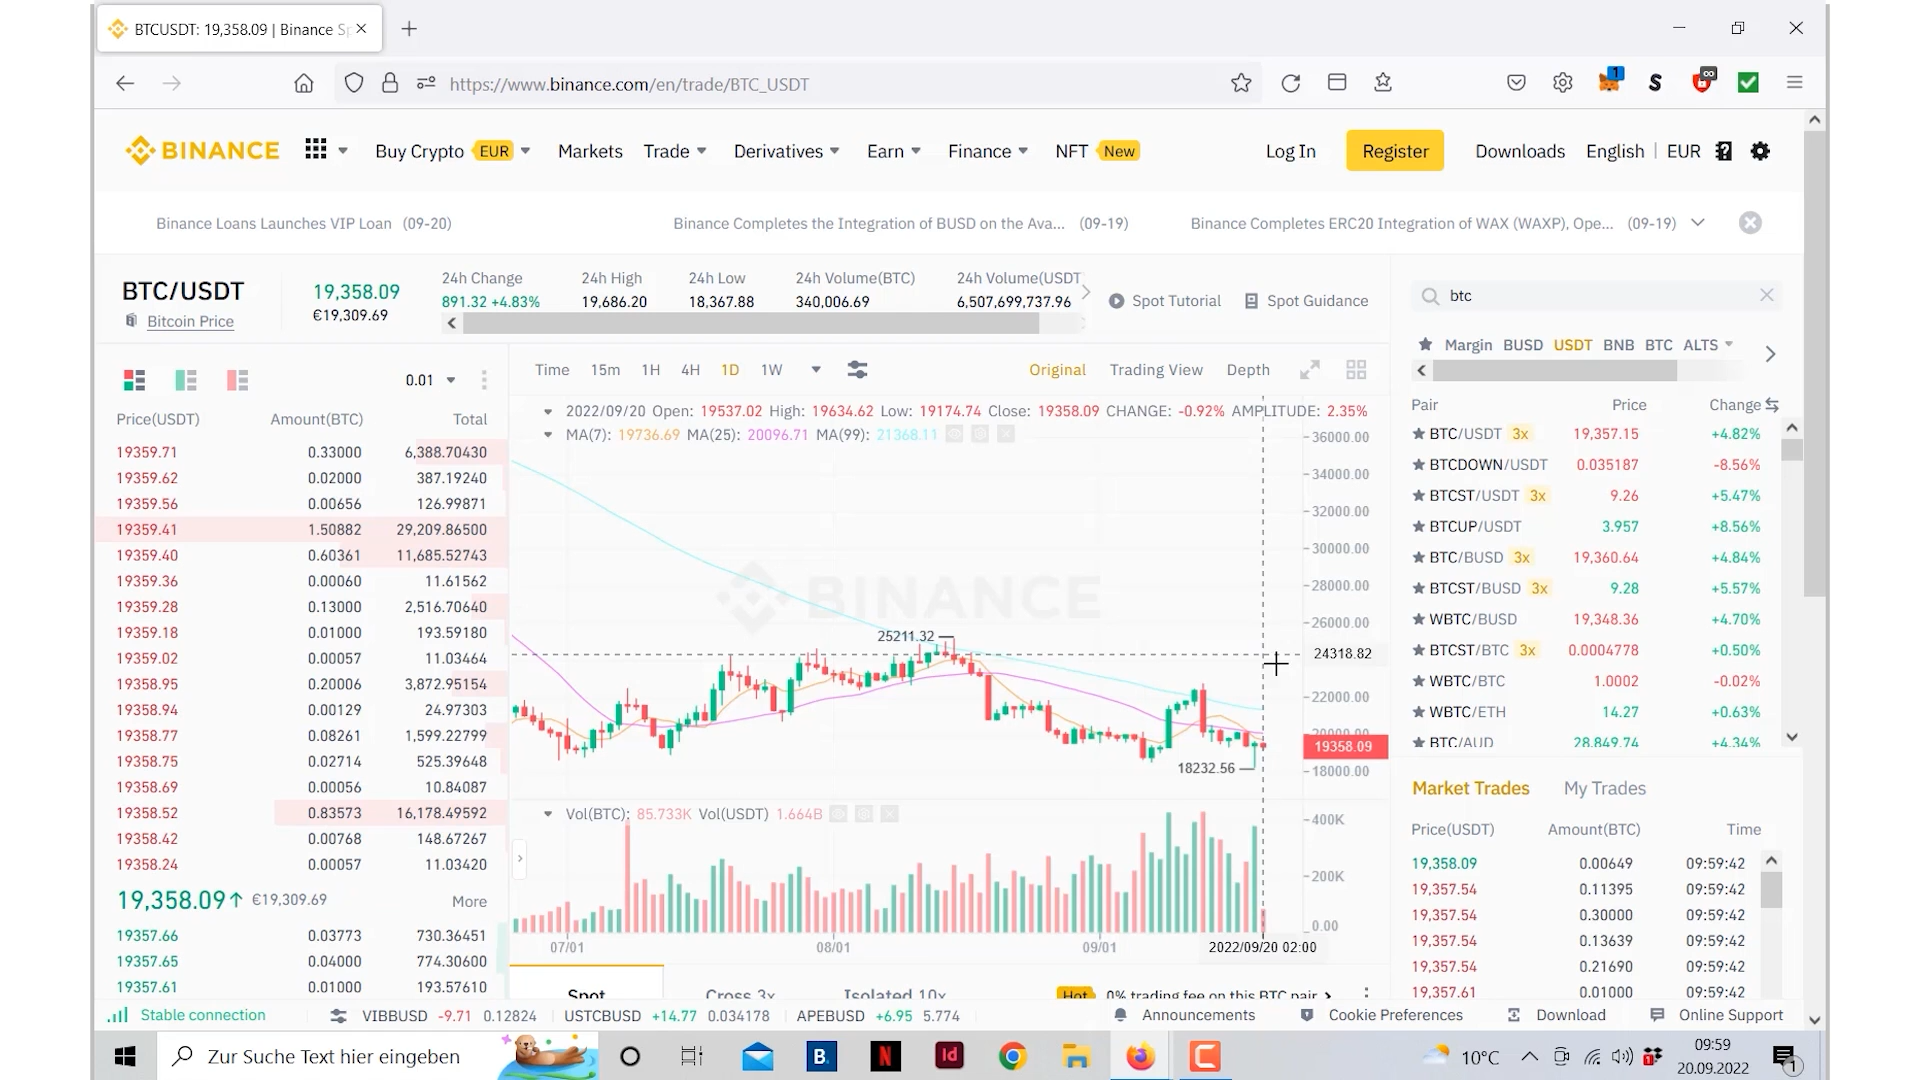 BTCUSDT: 19,358.09 | Binance Sp
https://www.binance.com/en/trade/BTC_USDT
1
BINANCE
Buy Crypto EUR Markets Trade Derivatives Earn Finance NFT New Log In Register Downloads English | EUR
Binance Loans Launches VIP Loan (09-20) Binance Completes the Integration of BUSD on the Ava... (09-19) Binance Completes ERC20 Integration of WAX (WAXP), Ope... (09-19)
BTC/USDT
Bitcoin Price
19,358.09
€19,309.69
24h Change 24h High 24h Low 24h Volume(BTC) 24h Volume(USDT)
891.32 +4.83% 19,686.20 18,367.88 340,006.69 6,507,699,737.96
Spot Tutorial Spot Guidance
0.01
Price(USDT) Amount(BTC) Total
19359.71 0.33000 6,388.70430
19359.62 0.02000 387.19240
19359.56 0.00656 126.99871
19359.41 1.50882 29,209.86500
19359.40 0.60361 11,685.52743
19359.36 0.00060 11.61562
19359.28 0.13000 2,516.70640
19359.18 0.01000 193.59180
19359.02 0.00057 11.03464
19358.95 0.20006 3,872.95154
19358.94 0.00129 24.97303
19358.77 0.08261 1,599.22799
19358.75 0.02714 525.39648
19358.69 0.00056 10.84087
19358.52 0.83573 16,178.49592
19358.42 0.00768 148.67267
19358.24 0.00057 11.03420
19,358.09↑ €19,309.69 More
19357.66 0.03773 730.36451
19357.65 0.04000 774.30600
19357.61 0.01000 193.57610
Time 15m 1H 4H 1D 1W Original Trading View Depth
2022/09/20 Open: 19537.02 High: 19634.62 Low: 19174.74 Close: 19358.09 CHANGE: -0.92% AMPLITUDE: 2.35%
MA(7): 19736.69 MA(25): 20096.71 MA(99): 21368.11
36000.00
34000.00
32000.00
30000.00
28000.00
BINANCE
26000.00
25211.32
24318.82
22000.00
20000.00
19358.09
18232.56
18000.00
Vol(BTC): 85.733K Vol(USDT) 1.664B
400K
200K
0.00
07/01 08/01 09/01 2022/09/20 02:00
Spot Cross 3x Isolated 10x Hot 0% trading fee on this BTC pair
btc
Margin BUSD USDT BNB BTC ALTS
Pair Price Change
BTC/USDT 3x 19,357.15 +4.82%
BTCDOWN/USDT 0.035187 -8.56%
BTCST/USDT 3x 9.26 +5.47%
BTCUP/USDT 3.957 +8.56%
BTC/BUSD 3x 19,360.64 +4.84%
BTCST/BUSD 3x 9.28 +5.57%
WBTC/BUSD 19,348.36 +4.70%
BTCST/BTC 3x 0.0004778 +0.50%
WBTC/BTC 1.0002 -0.02%
WBTC/ETH 14.27 +0.63%
BTC/AUD 28,849.74 +4.34%
Market Trades My Trades
Price(USDT) Amount(BTC) Time
19,358.09 0.00649 09:59:42
19,357.54 0.11395 09:59:42
19,357.54 0.30000 09:59:42
19,357.54 0.13639 09:59:42
19,357.54 0.21690 09:59:42
19,357.61 0.01000 09:59:42
Stable connection VIBBUSD -9.71 0.12824 USTCBUSD +14.77 0.034178 APEBUSD +6.95 5.774 Announcements Cookie Preferences Download Online Support
Zur Suche Text hier eingeben
B.
N
Id
10°C
09:59
20.09.2022
1